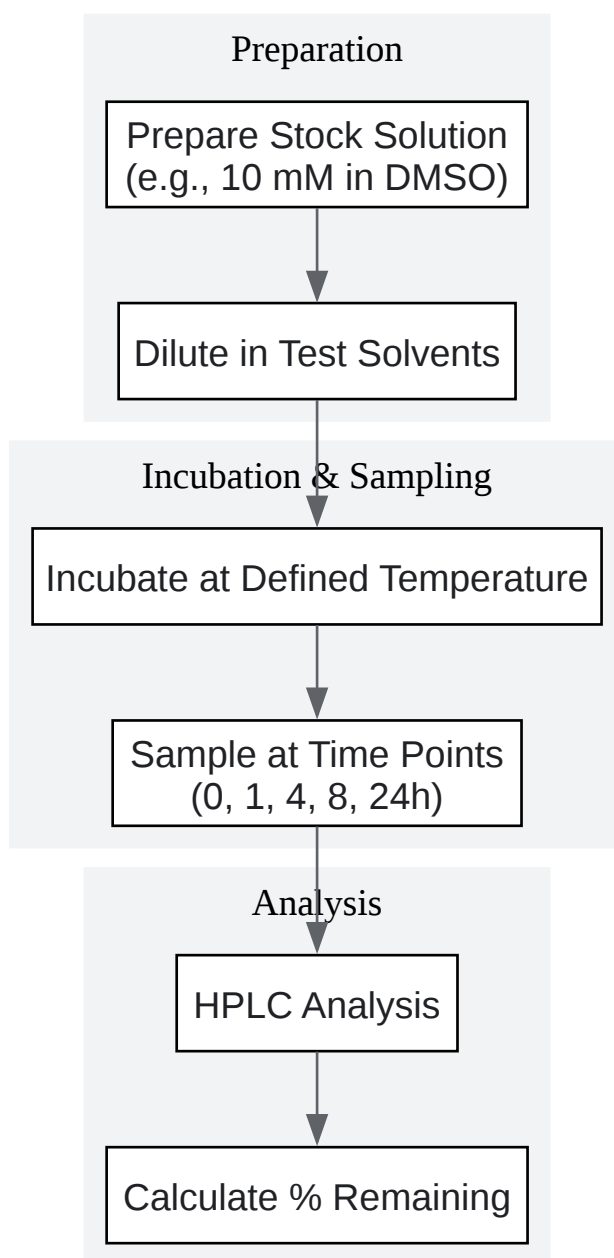 Preparation
Prepare Stock Solution
(e.g., 10 mM in DMSO)
Dilute in Test Solvents
Incubation & Sampling
Incubate at Defined Temperature
Sample at Time Points
(0, 1, 4, 8, 24h)
Analysis
HPLC Analysis
Calculate % Remaining